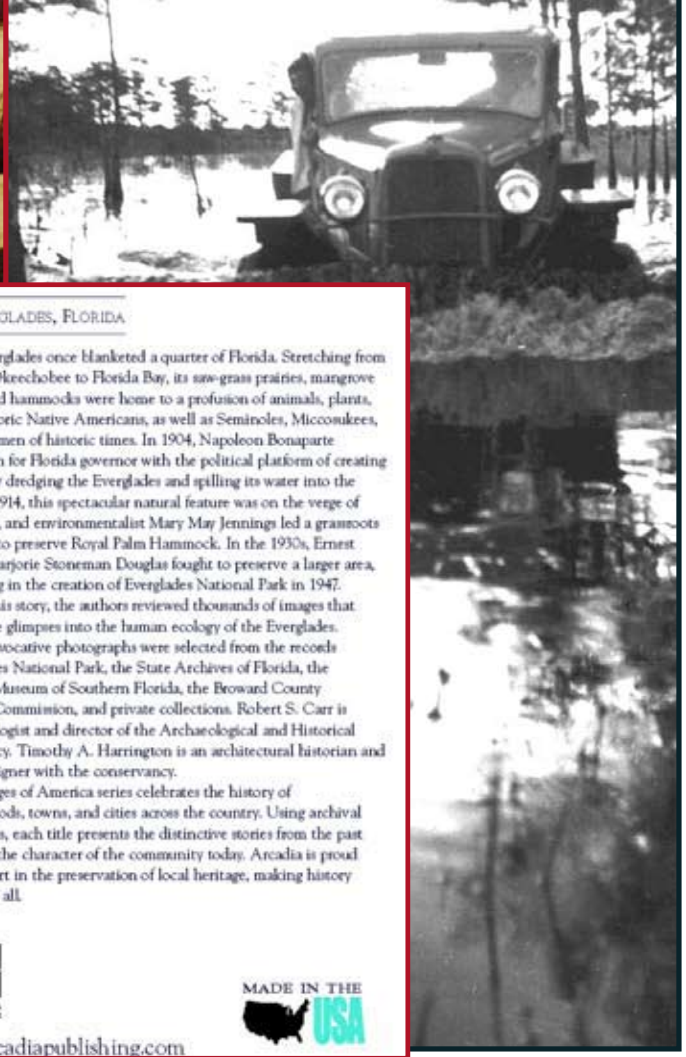 GLADES, FLORIDA
rglades once blanketed a quarter of Florida. Stretching from
keechobee to Florida Bay, its saw-grass prairies, mangrove
d hammocks were home to a profusion of animals, plants,
oric Native Americans, as well as Seminoles, Miccosukees,
men of historic times. In 1904, Napoleon Bonaparte
n for Florida governor with the political platform of creating
y dredging the Everglades and spilling its water into the
914, this spectacular natural feature was on the verge of
, and environmentalist Mary May Jennings led a grassroots
to preserve Royal Palm Hammock. In the 1930s, Ernest
arjorie Stoneman Douglas fought to preserve a larger area,
g in the creation of Everglades National Park in 1947.
is story, the authors reviewed thousands of images that
e glimpses into the human ecology of the Everglades.
vocative photographs were selected from the records
es National Park, the State Archives of Florida, the
Museum of Southern Florida, the Broward County
Commission, and private collections. Robert S. Carr is
ogist and director of the Archaeological and Historical
cy. Timothy A. Harrington is an architectural historian and
igner with the conservancy.
ges of America series celebrates the history of
ods, towns, and cities across the country. Using archival
s, each title presents the distinctive stories from the past
the character of the community today. Arcadia is proud
rt in the preservation of local heritage, making history
all.
MADE IN THE
USA
cadiapublishing.com